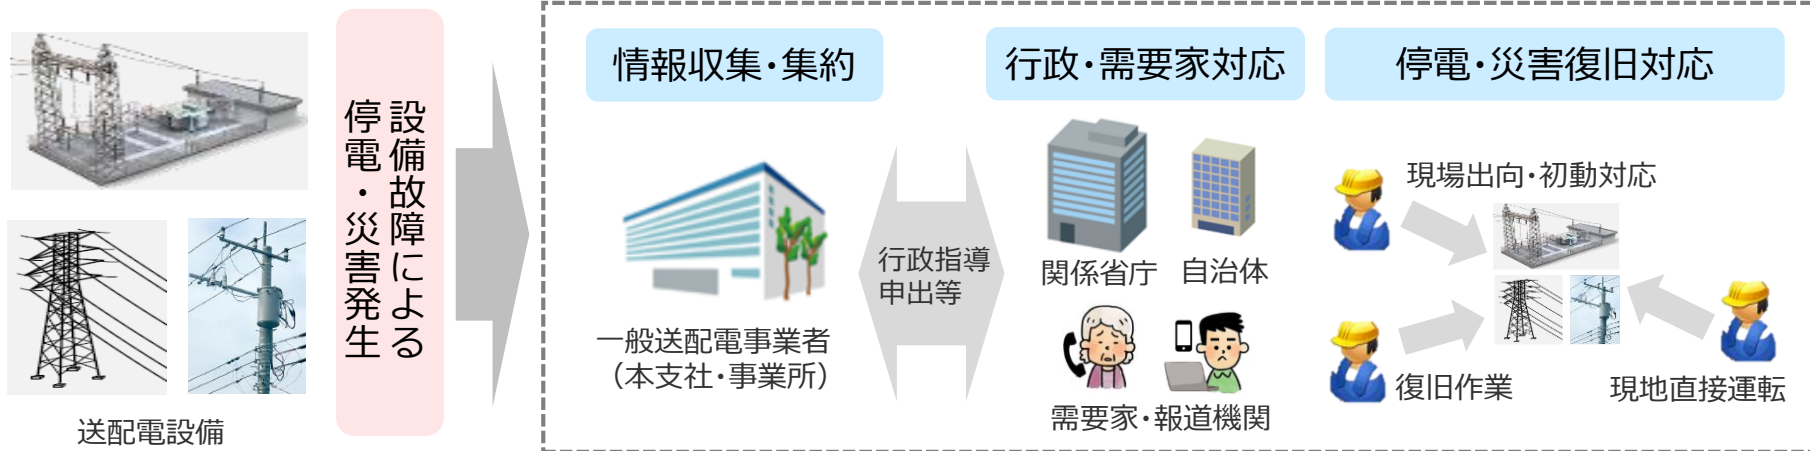 設備故障による
停電・災害発生
送配電設備
情報収集・集約
一般送配電事業者
（本支社・事業所）
行政指導
申出等
行政・需要家対応
関係省庁
自治体
需要家・報道機関
停電・災害復旧対応
現場出向・初動対応
復旧作業
現地直接運転